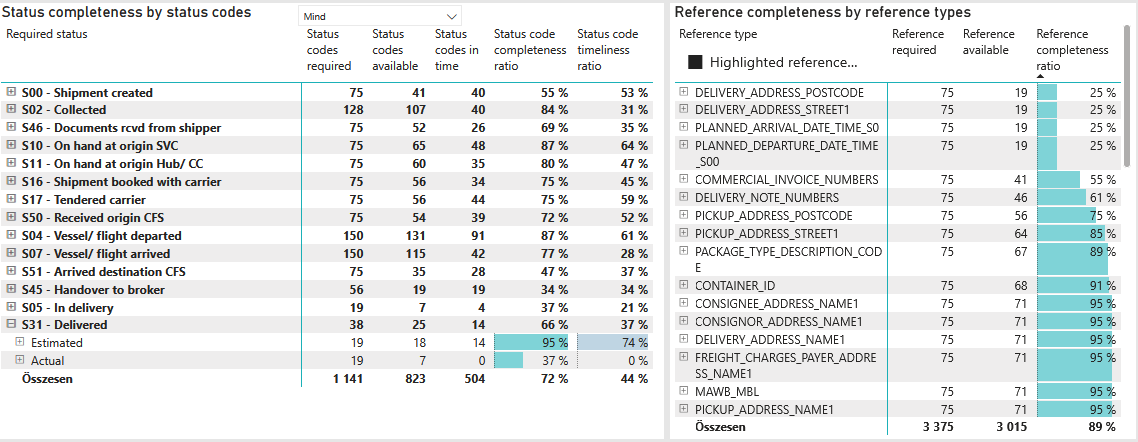 Status completeness by status codes
Mind
Required status Status codes required Status codes available Status codes in time Status code completeness ratio Status code timeliness ratio
S00 - Shipment created 75 41 40 55 % 53 %
S02 - Collected 128 107 40 84 % 31 %
S46 - Documents rcvd from shipper 75 52 26 69 % 35 %
S10 - On hand at origin SVC 75 65 48 87 % 64 %
S11 - On hand at origin Hub/ CC 75 60 35 80 % 47 %
S16 - Shipment booked with carrier 75 56 34 75 % 45 %
S17 - Tendered carrier 75 56 44 75 % 59 %
S50 - Received origin CFS 75 54 39 72 % 52 %
S04 - Vessel/ flight departed 150 131 91 87 % 61 %
S07 - Vessel/ flight arrived 150 115 42 77 % 28 %
S51 - Arrived destination CFS 75 35 28 47 % 37 %
S45 - Handover to broker 56 19 19 34 % 34 %
S05 - In delivery 19 7 4 37 % 21 %
S31 - Delivered 38 25 14 66 % 37 %
Estimated 19 18 14 95 % 74 %
Actual 19 7 0 37 % 0 %
Összesen 1 141 823 504 72 % 44 %
Reference completeness by reference types
Reference type Reference required Reference available Reference completeness ratio
Highlighted reference...
DELIVERY_ADDRESS_POSTCODE 75 19 25 %
DELIVERY_ADDRESS_STREET1 75 19 25 %
PLANNED_ARRIVAL_DATE_TIME_S0 75 19 25 %
PLANNED_DEPARTURE_DATE_TIME 75 19 25 %
_S00
COMMERCIAL_INVOICE_NUMBERS 75 41 55 %
DELIVERY_NOTE_NUMBERS 75 46 61 %
PICKUP_ADDRESS_POSTCODE 75 56 75 %
PICKUP_ADDRESS_STREET1 75 64 85 %
PACKAGE_TYPE_DESCRIPTION_COD 75 67 89 %
E
CONTAINER_ID 75 68 91 %
CONSIGNEE_ADDRESS_NAME1 75 71 95 %
CONSIGNOR_ADDRESS_NAME1 75 71 95 %
DELIVERY_ADDRESS_NAME1 75 71 95 %
FREIGHT_CHARGES_PAYER_ADDRE 75 71 95 %
SS_NAME1
MAWB_MBL 75 71 95 %
PICKUP_ADDRESS_NAME1 75 71 95 %
Összesen 3 375 3 015 89 %